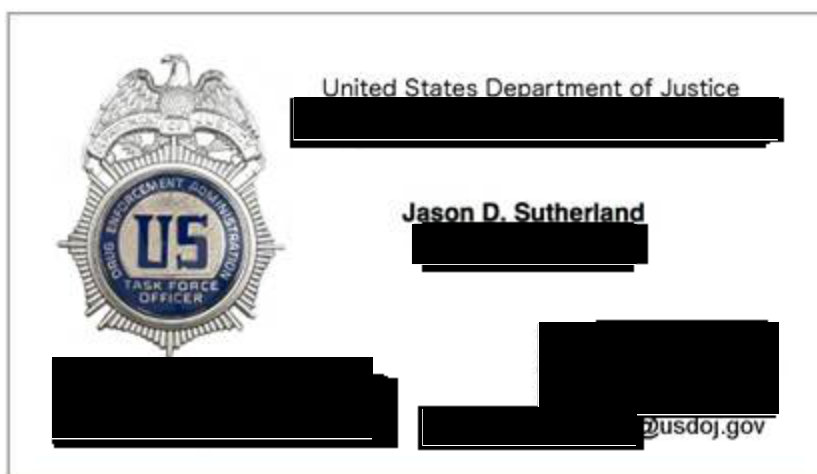 United States Department of Justice
Jason D. Sutherland
DRUG ENFORCEMENT ADMINISTRATION
US
TASK FORCE
OFFICER
@usdoj.gov